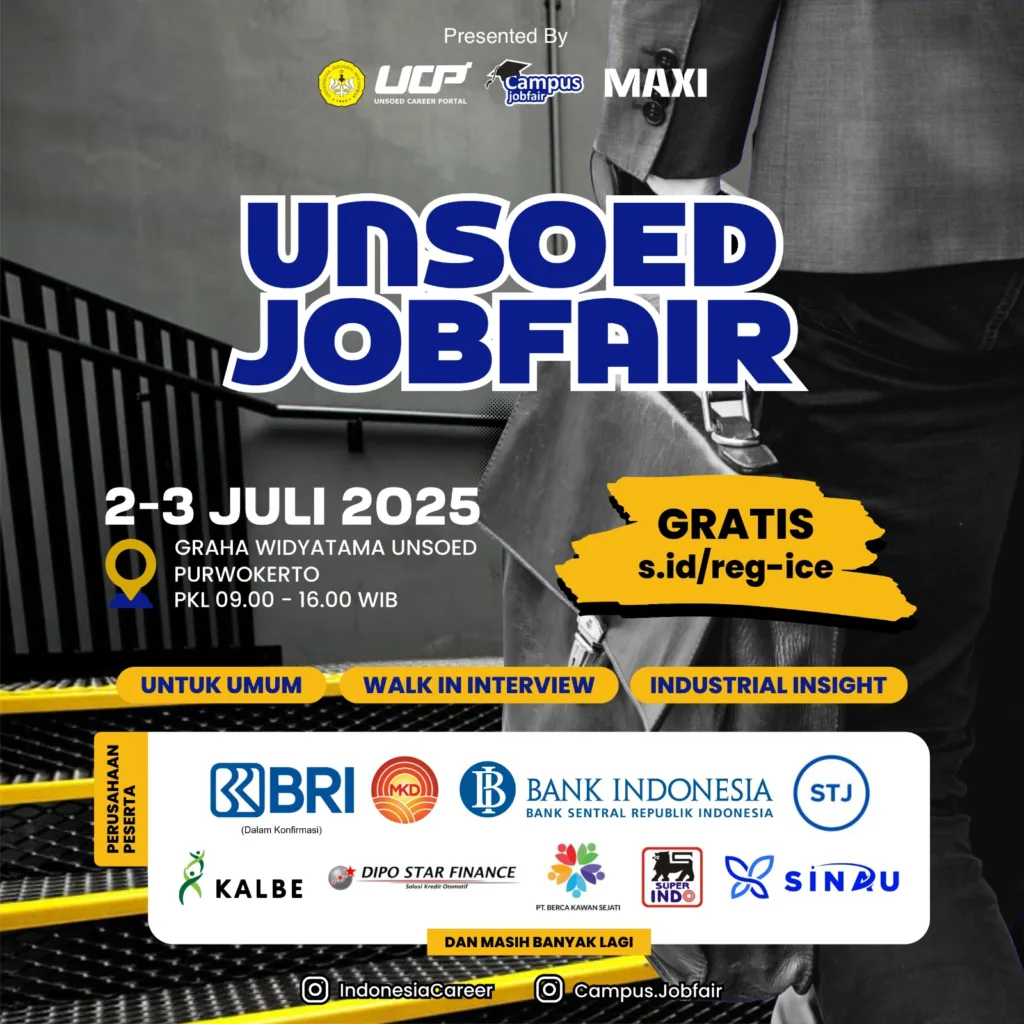 Presented By
UCP
UNSOED CAREER PORTAL
Campus
jobfair
MAXI
UNSOED
JOBFAIR
2-3 JULI 2025
GRAHA WIDYATAMA UNSOED
PURWOKERTO
PKL 09.00 - 16.00 WIB
GRATIS
s.id/reg-ice
UNTUK UMUM
WALK IN INTERVIEW
INDUSTRIAL INSIGHT
PERUSAHAAN
PESERTA
BRI
(Dalam Konfirmasi)
MKD
BANK INDONESIA
BANK SENTRAL REPUBLIK INDONESIA
STJ
KALBE
DIPO STAR FINANCE
Solusi Kredit Otomotif
PT. BERCA KAWAN SEJATI
SUPER
INDO
SINAU
DAN MASIH BANYAK LAGI
IndonesiaCareer
Campus.Jobfair